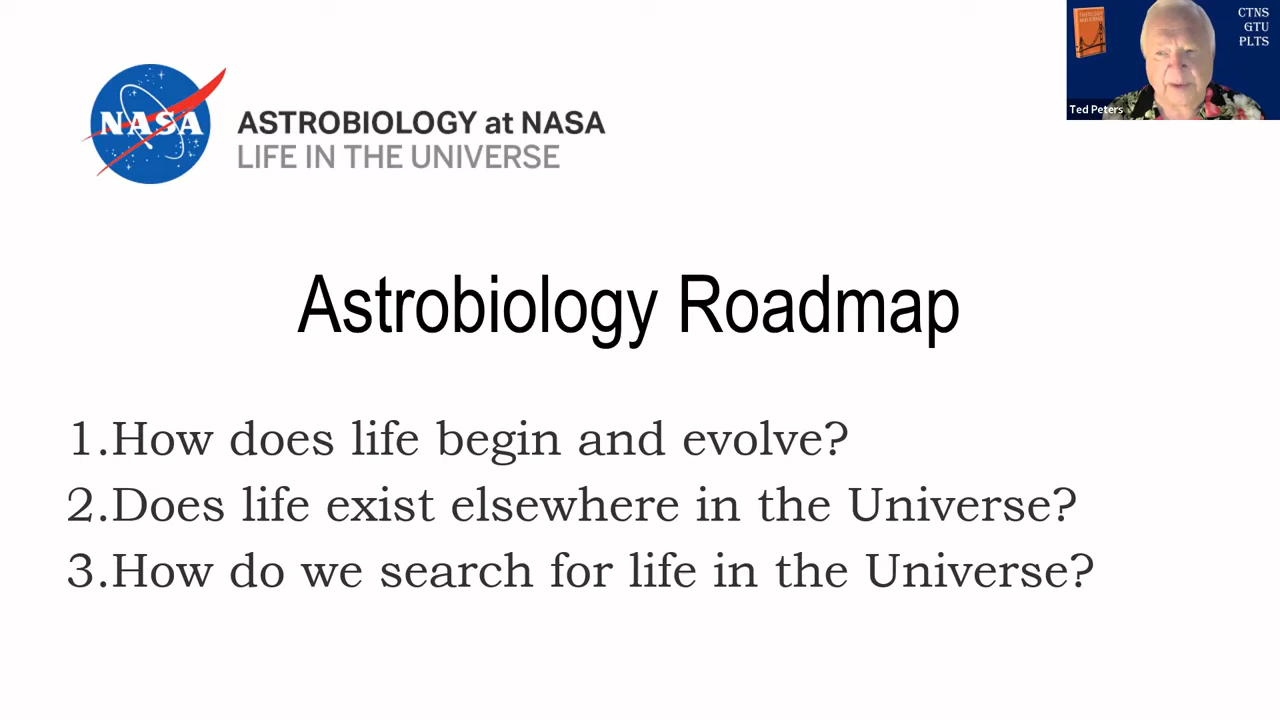 NASA
ASTROBIOLOGY at NASA
LIFE IN THE UNIVERSE
CTNS
GTU
PLTS
Ted Peters
Astrobiology Roadmap
1.How does life begin and evolve?
2.Does life exist elsewhere in the Universe?
3.How do we search for life in the Universe?